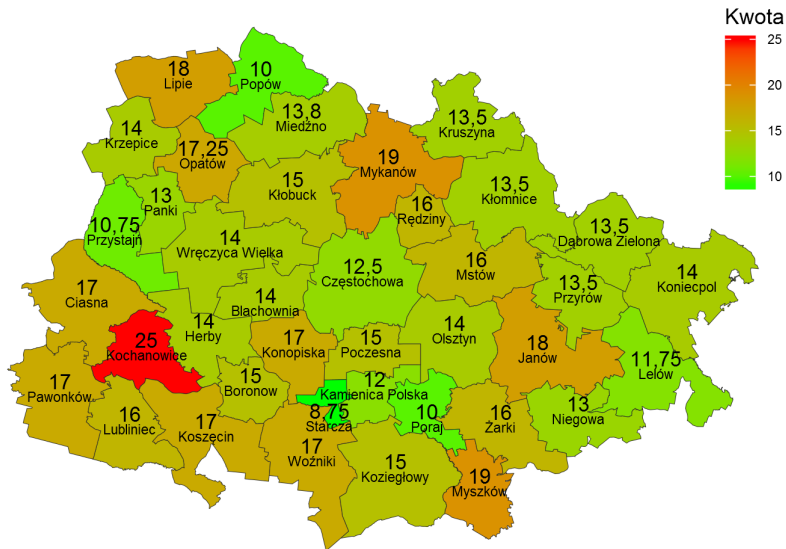 Kwota
25
20
15
10
18
Lipie
10
Popów
13,8
Miedźno
13,5
Kruszyna
14
Krzepice
17,25
Opatów
19
Mykanów
13
Panki
15
Kłobuck
16
Rędziny
13,5
Kłomnice
10,75
Przystajń
14
Wręczyca Wielka
13,5
Dąbrowa Zielona
12,5
Częstochowa
16
Mstów
14
Koniecpol
17
Ciasna
14
Blachownia
13,5
Przyrów
14
Herby
25
Kochanowice
17
Konopiska
15
Poczesna
14
Olsztyn
18
Janów
11,75
Lelów
17
Pawonków
15
Boronów
12
Kamienica Polska
16
Lubliniec
17
Koszęcin
8,75
Starcza
10
Poraj
16
Żarki
13
Niegowa
17
Woźniki
15
Koziegłowy
19
Myszków